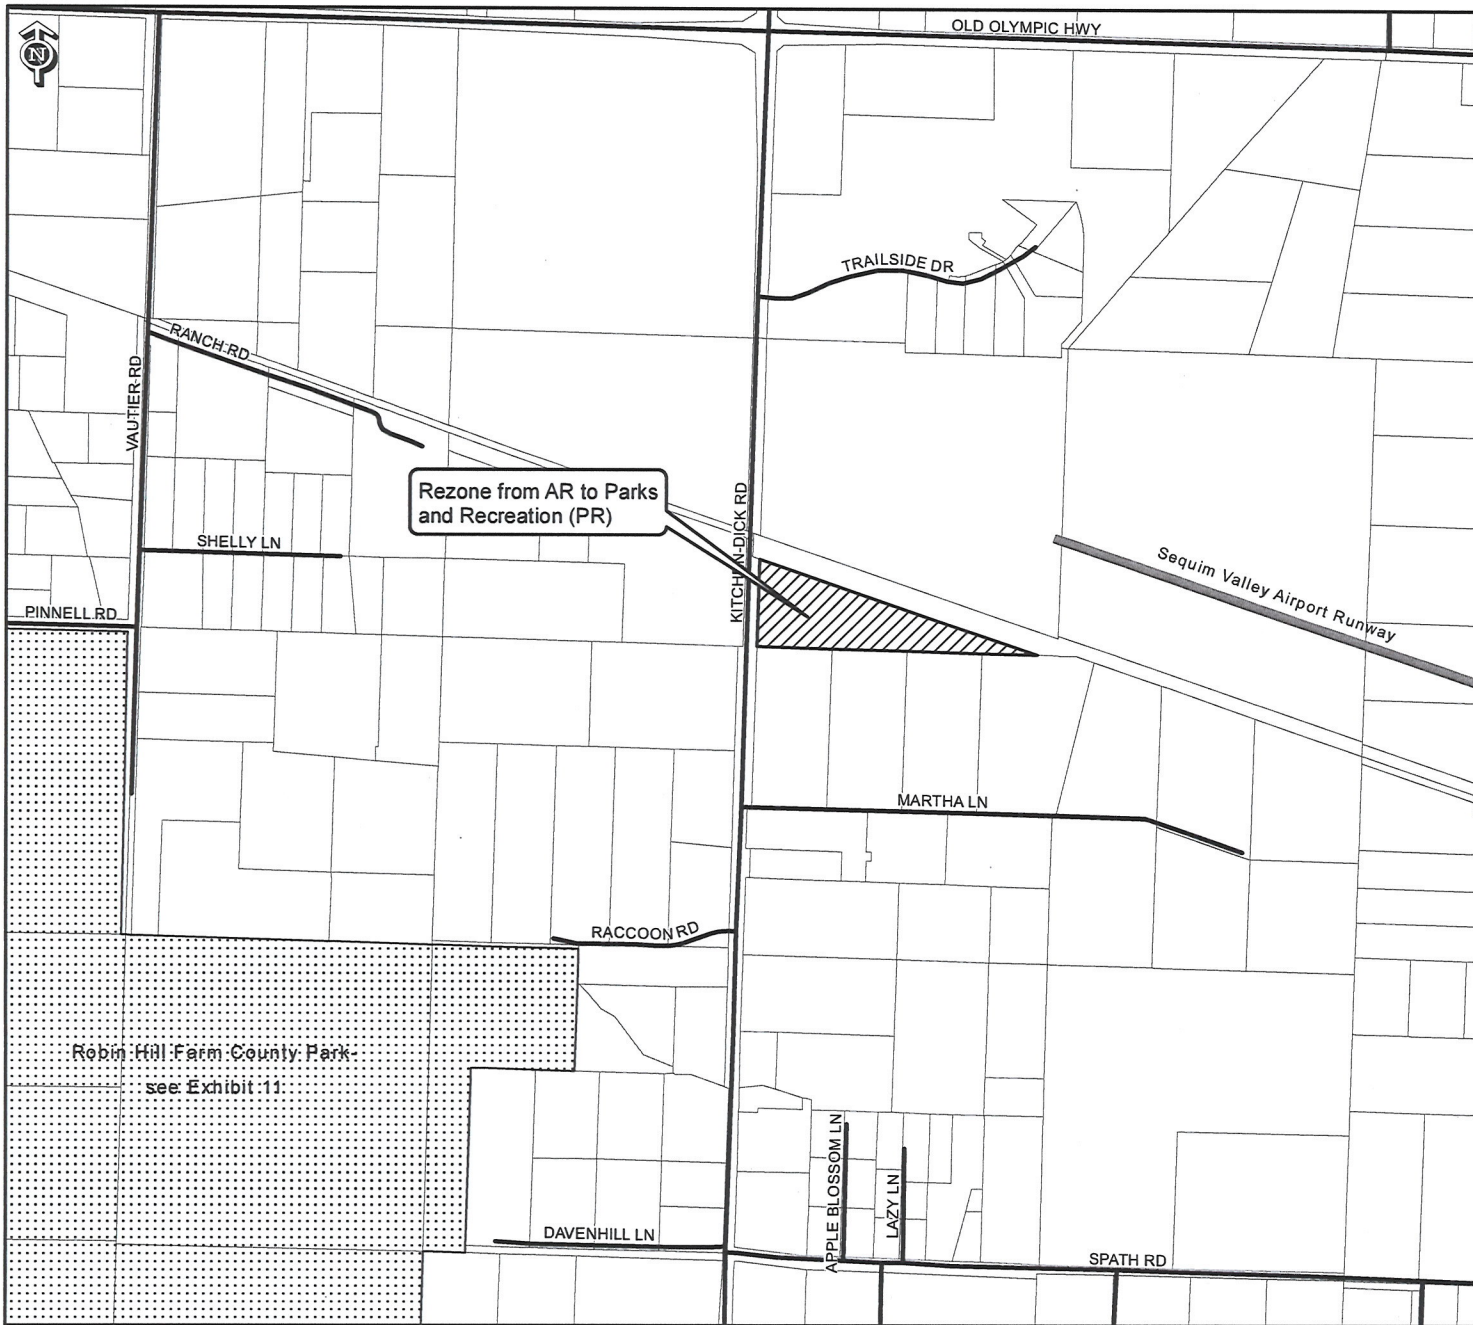 OLD OLYMPIC HWY
N
TRAILSIDE DR
RANCH RD
VAUTIER RD
Rezone from AR to Parks
and Recreation (PR)
KITCHEN-DICK RD
SHELLY LN
Sequim Valley Airport Runway
PINNELL RD
MARTHA LN
RACCOON RD
Robin Hill Farm County Park-
see Exhibit 11
APPLE BLOSSOM LN
LAZY LN
DAVENHILL LN
SPATH RD